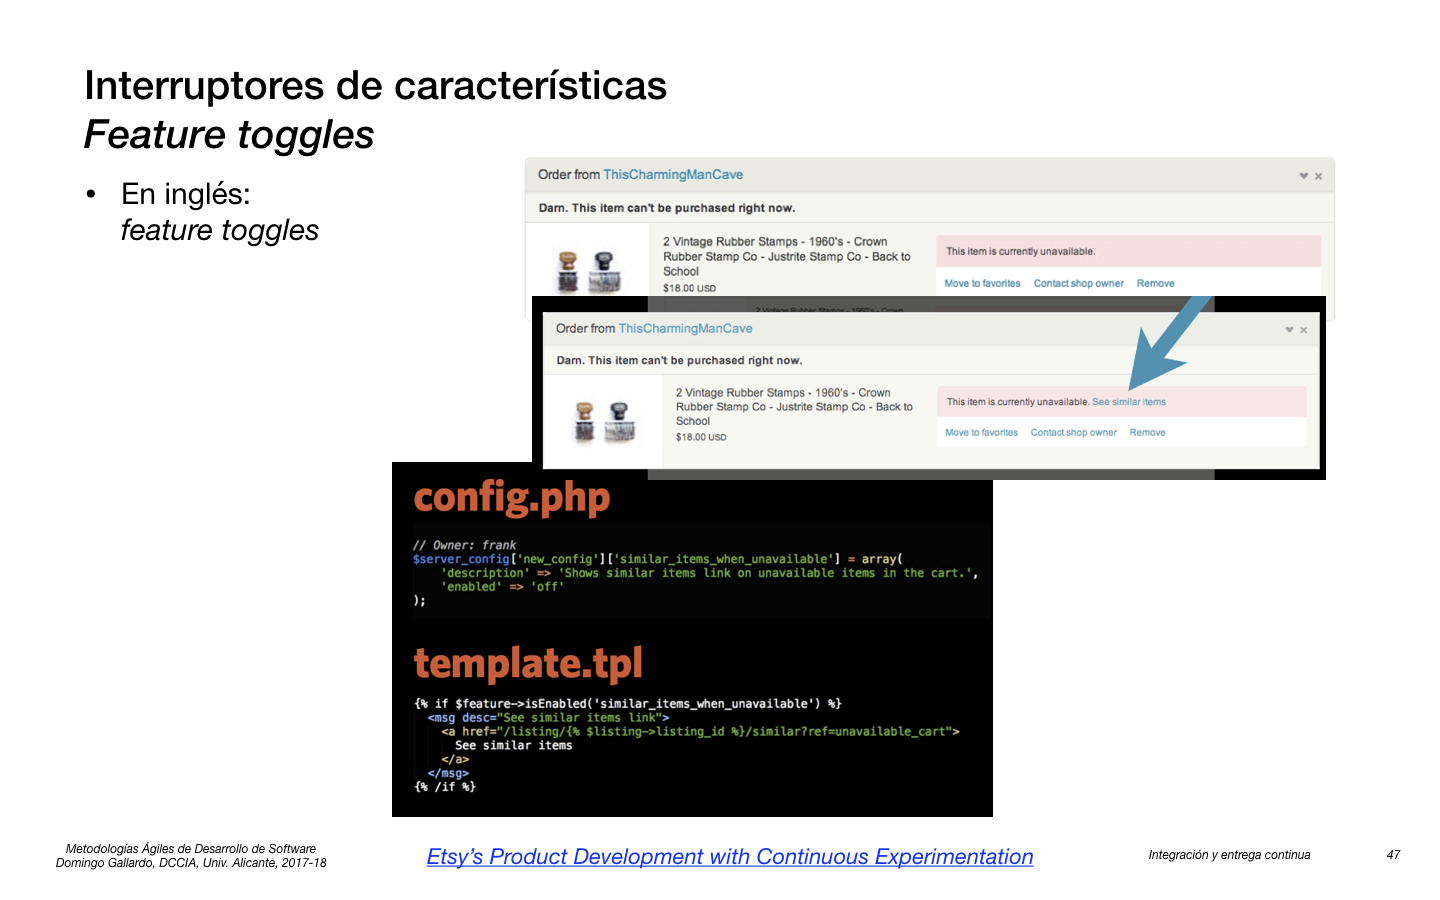 Interruptores de características
Feature toggles
• En inglés:
feature toggles
Order from ThisCharmingManCave
Darn. This item can't be purchased right now.
2 Vintage Rubber Stamps - 1960's - Crown
Rubber Stamp Co - Justrite Stamp Co - Back to
School
$18.00 USD
This item is currently unavailable.
Move to favorites Contact shop owner Remove
2 Vintage Rubber Stamps - 1960's - Crown
Order from ThisCharmingManCave
Darn. This item can't be purchased right now.
2 Vintage Rubber Stamps - 1960's - Crown
Rubber Stamp Co - Justrite Stamp Co - Back to
School
$18.00 USD
This item is currently unavailable. See similar items
Move to favorites Contact shop owner Remove
config.php
// Owner: frank
$server_config['new_config']['similar_items_when_unavailable'] = array(
    'description' => 'Shows similar items link on unavailable items in the cart.',
    'enabled' => 'off'
);
template.tpl
{% if $feature->isEnabled('similar_items_when_unavailable') %}
  <msg desc="See similar items link">
    <a href="/listing/{% $listing->listing_id %}/similar?ref=unavailable_cart">
      See similar items
    </a>
  </msg>
{% /if %}
Metodologías Ágiles de Desarrollo de Software
Domingo Gallardo, DCCIA, Univ. Alicante, 2017-18
Etsy's Product Development with Continuous Experimentation
Integración y entrega continua
47